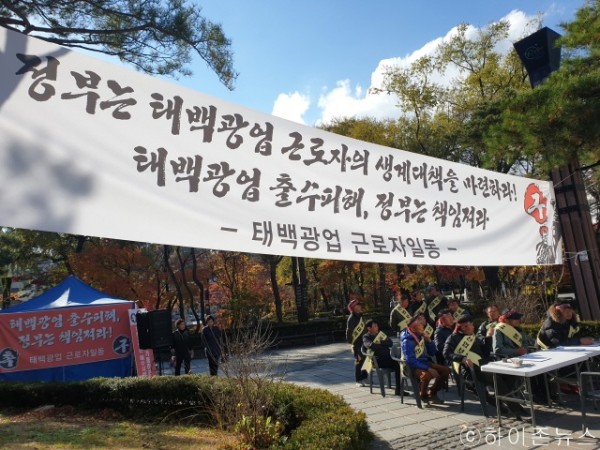 정부는 태백광업 근로자의 생계대책을 마련하라!
태백광업 출수피해, 정부는 책임져라
- 태백광업 근로자일동 -
구
태백광업 출수피해,
정부는 책임져라!
태백광업 근로자일동
촉
구
ⓒ하이존뉴스